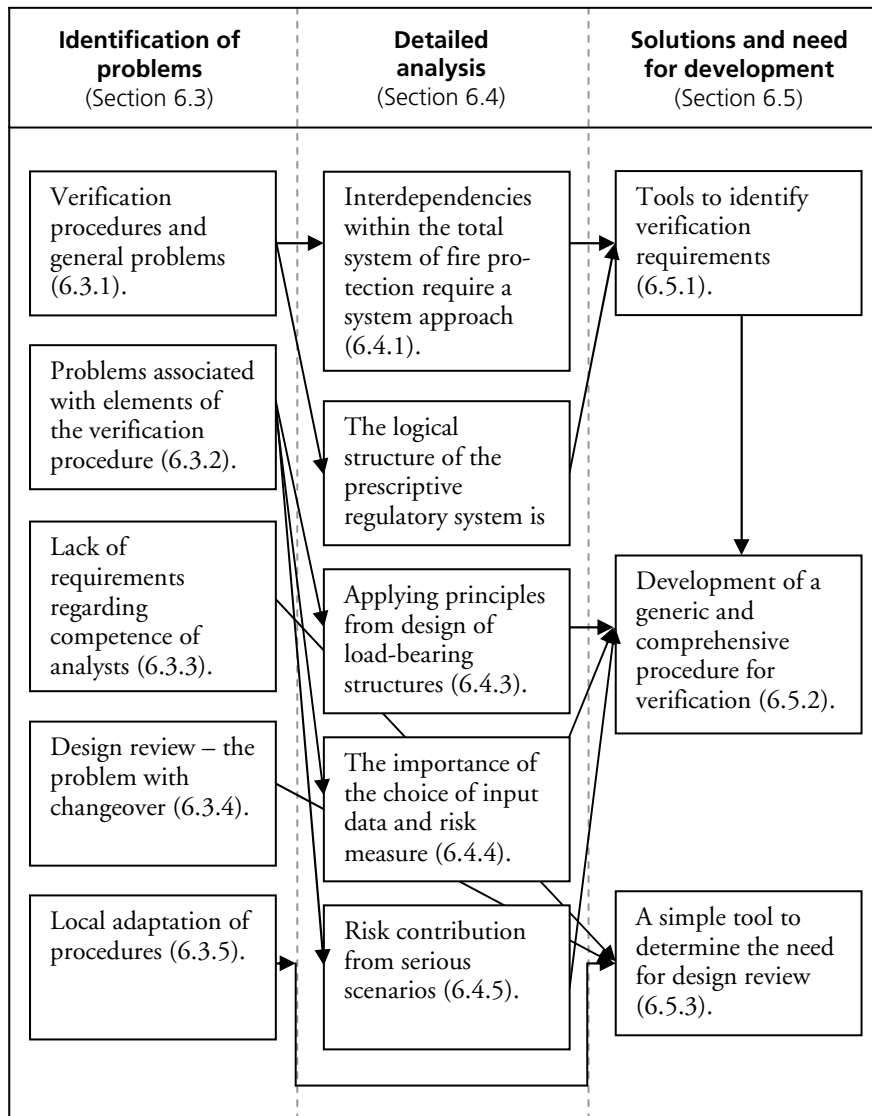 Identification of
problems
(Section 6.3)
Detailed
analysis
(Section 6.4)
Solutions and need
for development
(Section 6.5)
Verification
procedures and
general problems
(6.3.1).
Interdependencies
within the total
system of fire pro-
tection require a
system approach
(6.4.1).
Tools to identify
verification
requirements
(6.5.1).
Problems associated
with elements of
the verification
procedure (6.3.2).
The logical
structure of the
prescriptive
regulatory system is
Lack of
requirements
regarding
competence of
analysts (6.3.3).
Applying principles
from design of
load-bearing
structures (6.4.3).
Development of a
generic and
comprehensive
procedure for
verification (6.5.2).
Design review – the
problem with
changeover (6.3.4).
The importance of
the choice of input
data and risk
measure (6.4.4).
Local adaptation of
procedures (6.3.5).
Risk contribution
from serious
scenarios (6.4.5).
A simple tool to
determine the need
for design review
(6.5.3).